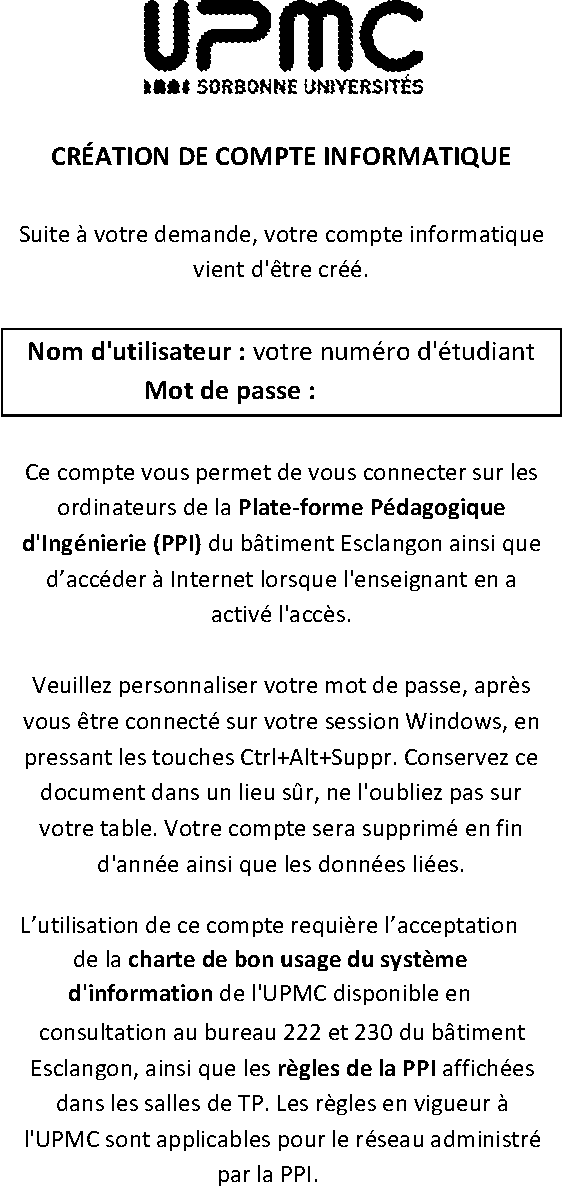 UPMC
SORBONNE UNIVERSITÉS
CRÉATION DE COMPTE INFORMATIQUE
Suite à votre demande, votre compte informatique
vient d'être créé.
Nom d'utilisateur : votre numéro d'étudiant
Mot de passe :
Ce compte vous permet de vous connecter sur les
ordinateurs de la Plate-forme Pédagogique
d'Ingénierie (PPI) du bâtiment Esclangon ainsi que
d’accéder à Internet lorsque l'enseignant en a
activé l'accès.
Veuillez personnaliser votre mot de passe, après
vous être connecté sur votre session Windows, en
pressant les touches Ctrl+Alt+Suppr. Conservez ce
document dans un lieu sûr, ne l'oubliez pas sur
votre table. Votre compte sera supprimé en fin
d'année ainsi que les données liées.
L’utilisation de ce compte requière l’acceptation
de la charte de bon usage du système
d'information de l'UPMC disponible en
consultation au bureau 222 et 230 du bâtiment
Esclangon, ainsi que les règles de la PPI affichées
dans les salles de TP. Les règles en vigueur à
l'UPMC sont applicables pour le réseau administré
par la PPI.